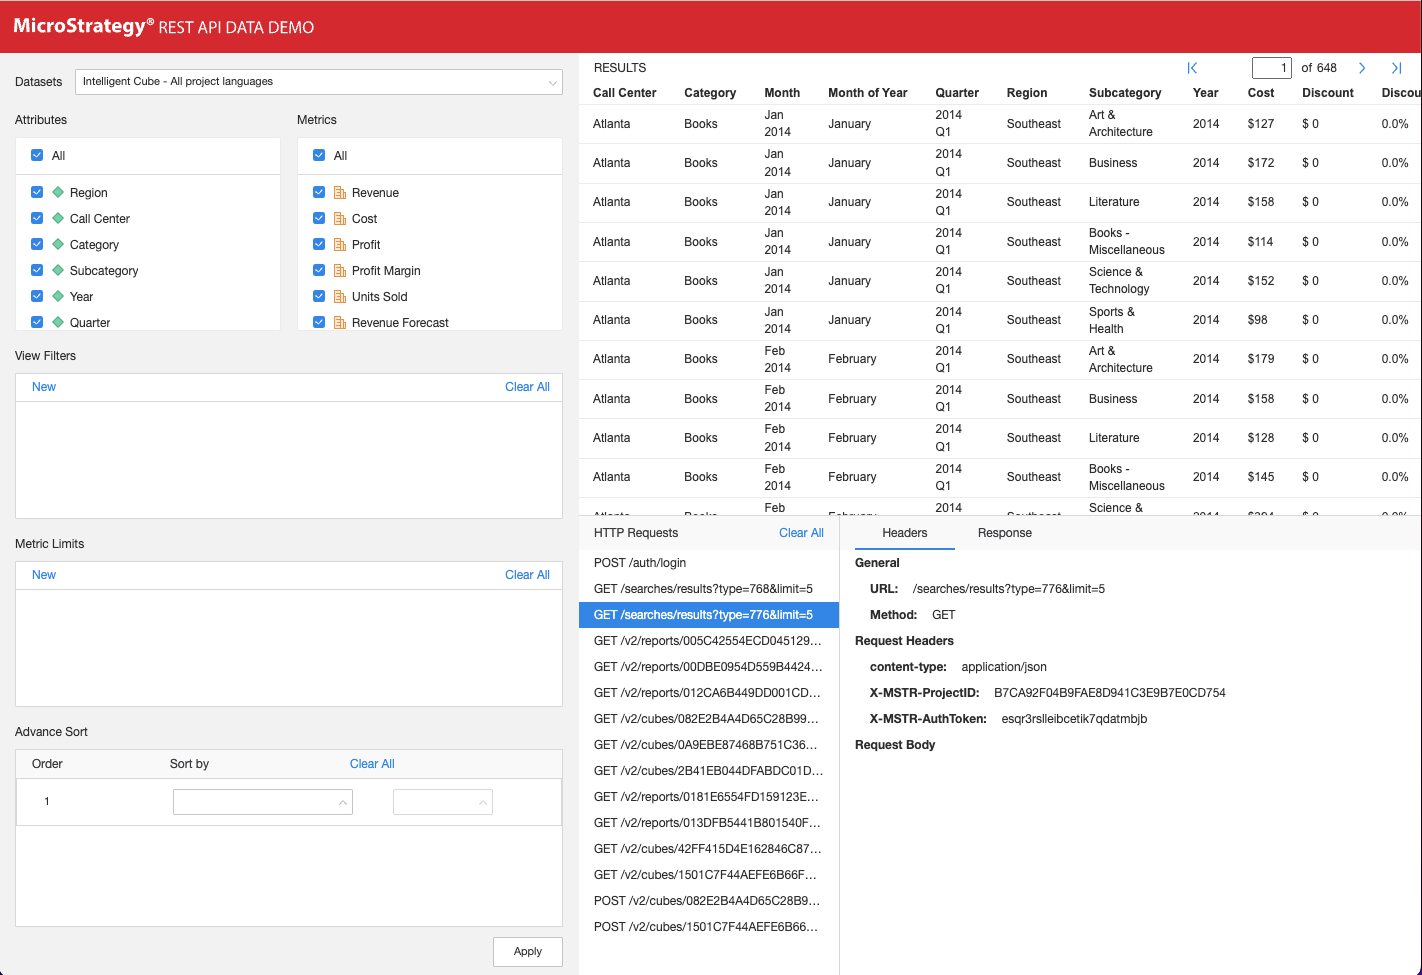 MicroStrategy® REST API DATA DEMO
Datasets Intelligent Cube - All project languages
Attributes
All
Region
Call Center
Category
Subcategory
Year
Quarter
Metrics
All
Revenue
Cost
Profit
Profit Margin
Units Sold
Revenue Forecast
View Filters
New Clear All
Metric Limits
New Clear All
Advance Sort
Order Sort by Clear All
1
Apply
RESULTS 1 of 648
Call Center Category Month Month of Year Quarter Region Subcategory Year Cost Discount Discou
Atlanta Books Jan 2014 January 2014 Q1 Southeast Art & Architecture 2014 $127 $ 0 0.0%
Atlanta Books Jan 2014 January 2014 Q1 Southeast Business 2014 $172 $ 0 0.0%
Atlanta Books Jan 2014 January 2014 Q1 Southeast Literature 2014 $158 $ 0 0.0%
Atlanta Books Jan 2014 January 2014 Q1 Southeast Books - Miscellaneous 2014 $114 $ 0 0.0%
Atlanta Books Jan 2014 January 2014 Q1 Southeast Science & Technology 2014 $152 $ 0 0.0%
Atlanta Books Jan 2014 January 2014 Q1 Southeast Sports & Health 2014 $98 $ 0 0.0%
Atlanta Books Feb 2014 February 2014 Q1 Southeast Art & Architecture 2014 $179 $ 0 0.0%
Atlanta Books Feb 2014 February 2014 Q1 Southeast Business 2014 $158 $ 0 0.0%
Atlanta Books Feb 2014 February 2014 Q1 Southeast Literature 2014 $128 $ 0 0.0%
Atlanta Books Feb 2014 February 2014 Q1 Southeast Books - Miscellaneous 2014 $145 $ 0 0.0%
Feb 2014 Science &
HTTP Requests Clear All
POST /auth/login
GET /searches/results?type=768&limit=5
GET /searches/results?type=776&limit=5
GET /v2/reports/005C42554ECD045129...
GET /v2/reports/00DBE0954D559B4424...
GET /v2/reports/012CA6B449DD001CD...
GET /v2/cubes/082E2B4A4D65C28B99...
GET /v2/cubes/0A9EBE87468B751C36...
GET /v2/cubes/2B41EB044DFABDC01D...
GET /v2/reports/0181E6554FD159123E...
GET /v2/reports/013DFB5441B801540F...
GET /v2/cubes/42FF415D4E162846C87...
GET /v2/cubes/1501C7F44AEFE6B66F...
POST /v2/cubes/082E2B4A4D65C28B9...
POST /v2/cubes/1501C7F44AEFE6B66...
Headers Response
General
URL: /searches/results?type=776&limit=5
Method: GET
Request Headers
content-type: application/json
X-MSTR-ProjectID: B7CA92F04B9FAE8D941C3E9B7E0CD754
X-MSTR-AuthToken: esqr3rslleibcetik7qdatmbjb
Request Body